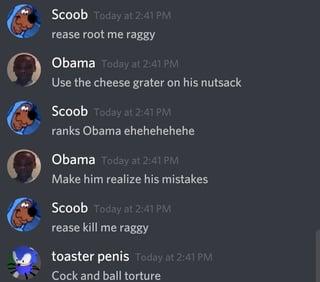 Scoob Today at 2:41 PM
rease root me raggy
Obama Today at 2:41 PM
Use the cheese grater on his nutsack
Scoob Today at 2:41 PM
ranks Obama ehehehehehe
Obama Today at 2:41 PM
Make him realize his mistakes
Scoob Today at 2:41 PM
rease kill me raggy
toaster penis Today at 2:41 PM
Cock and ball torture